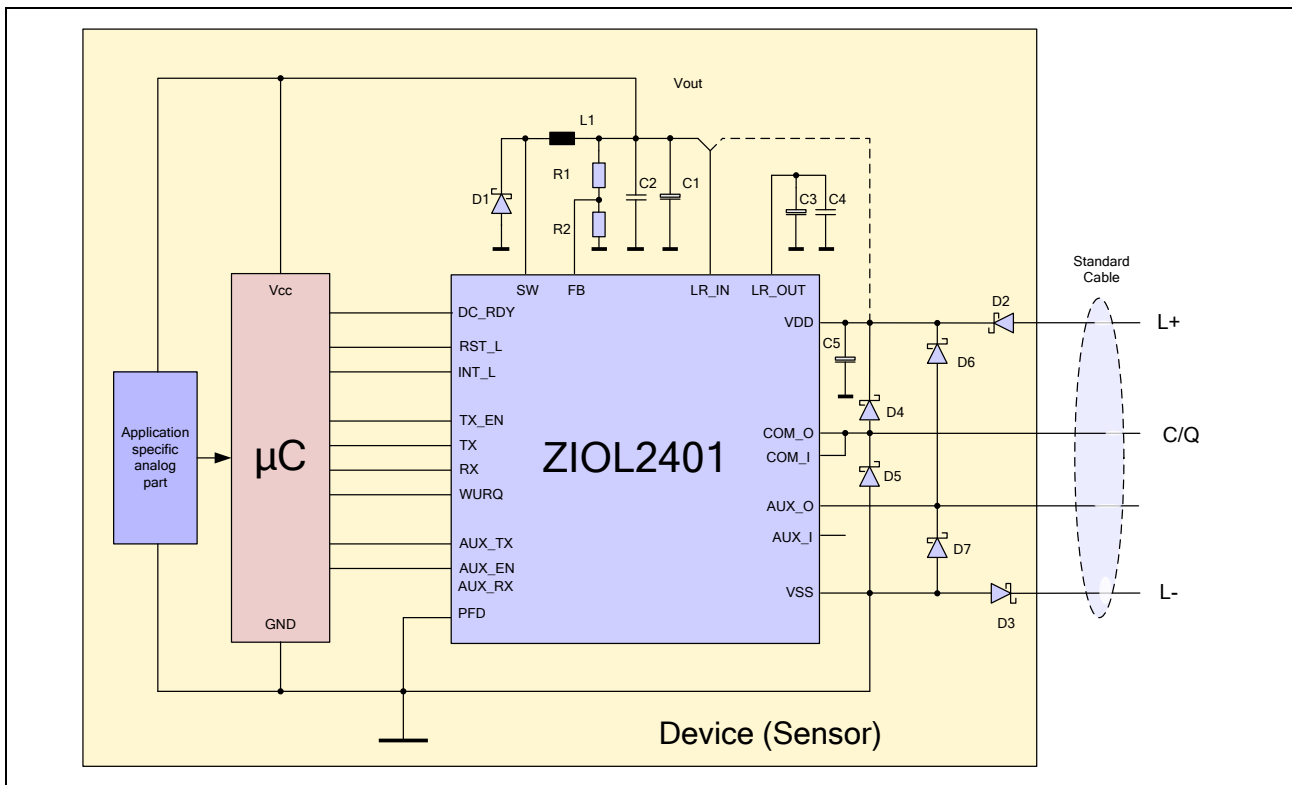 Vout
L1
R1
C2
C1
D1
R2
C3
C4
Standard
Cable
Vcc
SW
FB
LR_IN
LR_OUT
D2
DC_RDY
VDD
L+
RST_L
C5
D6
INT_L
Application
specific
analog
part
µC
TX_EN
TX
RX
WURQ
ZIOL2401
D4
COM_O
COM_I
C/Q
D5
AUX_O
AUX_TX
AUX_I
D7
AUX_EN
AUX_RX
VSS
L-
PFD
GND
D3
Device (Sensor)